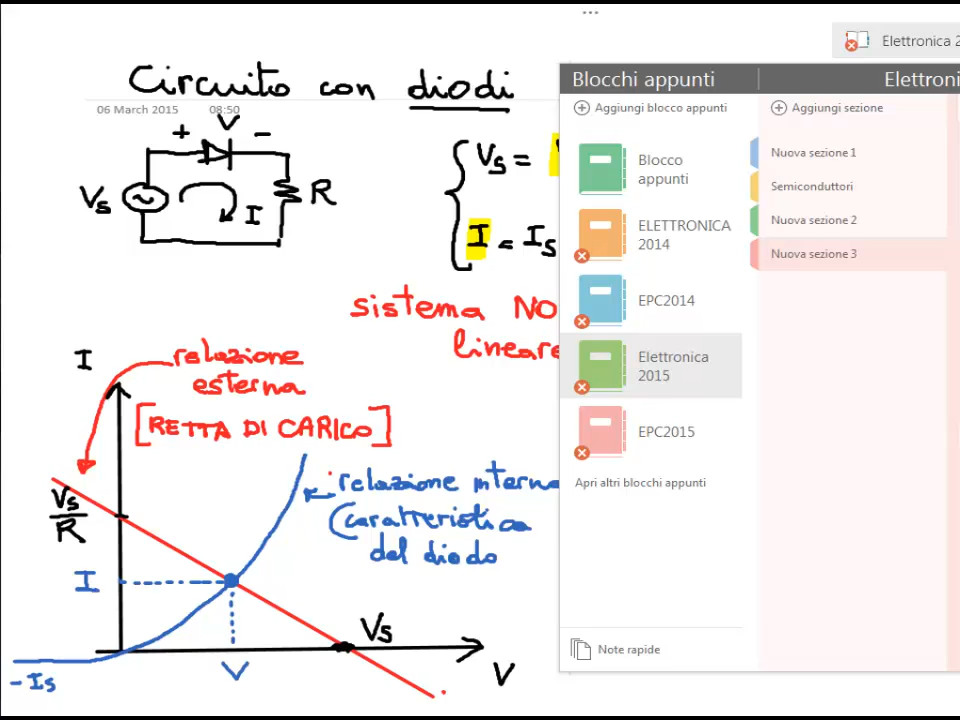 Elettronica 2
Circuito con diodi
06 March 2015 08:50
+ V -
Vs
I
R
Vs =
I = Is
sistema NO
lineare
I
relazione
esterna
[RETTA DI CARICO]
Vs
R
relazione interna
(caratteristica
del diodo
I
Vs
V
V
- Is
Blocchi appunti
Elettroni
Aggiungi blocco appunti
Aggiungi sezione
Blocco
appunti
ELETTRONICA
2014
EPC2014
Elettronica
2015
EPC2015
Apri altri blocchi appunti
Note rapide
Nuova sezione 1
Semiconduttori
Nuova sezione 2
Nuova sezione 3